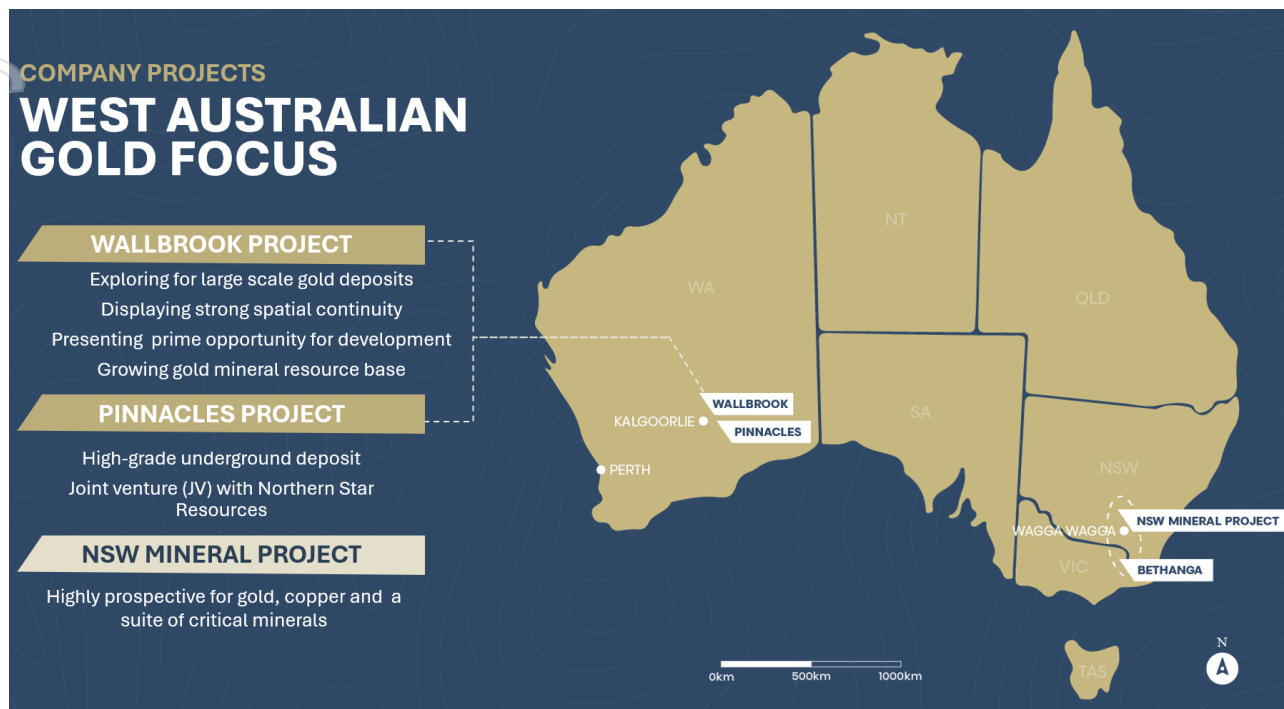 COMPANY PROJECTS
WEST AUSTRALIAN
GOLD FOCUS
WALLBROOK PROJECT
Exploring for large scale gold deposits
Displaying strong spatial continuity
Presenting prime opportunity for development
Growing gold mineral resource base
PINNACLES PROJECT
High-grade underground deposit
Joint venture (JV) with Northern Star
Resources
NSW MINERAL PROJECT
Highly prospective for gold, copper and a
suite of critical minerals
NT
WA
QLD
WALLBROOK
SA
KALGOORLIE
PINNACLES
PERTH
NSW
NSW MINERAL PROJECT
WAGGA WAGGA
VIC
BETHANGA
TAS
N
0km
500km
1000km